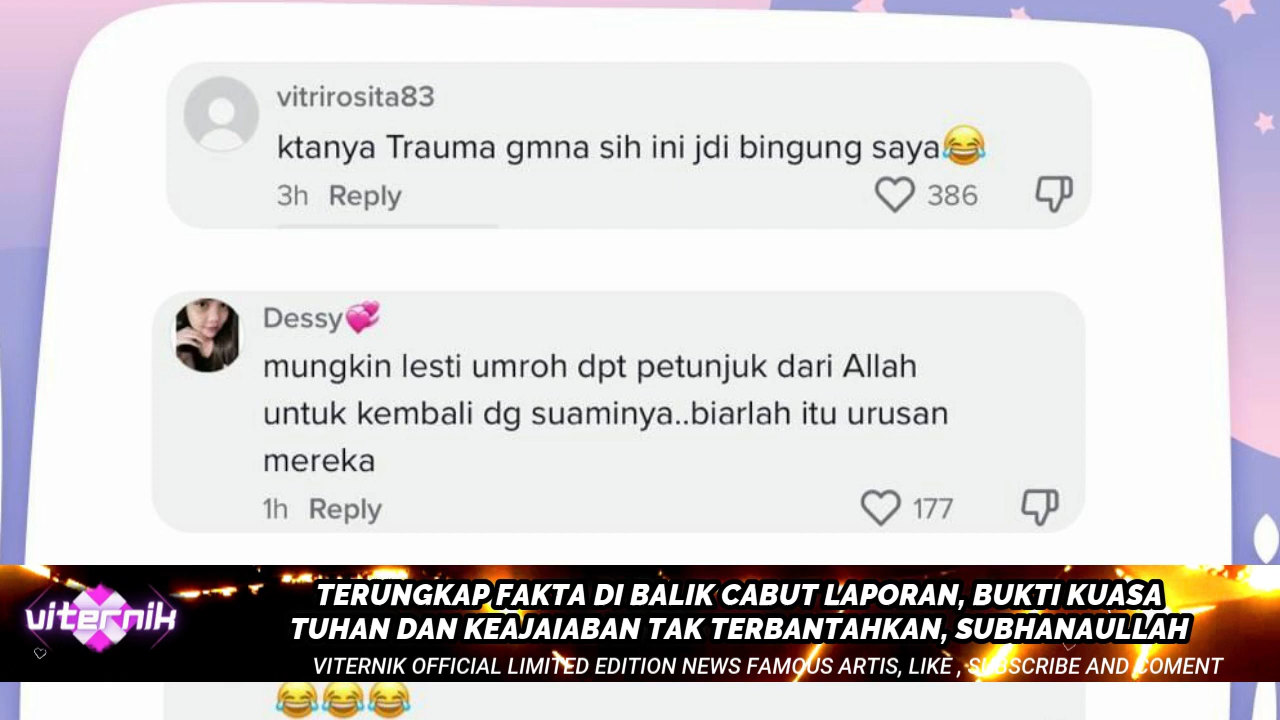 vitrirosita83
ktanya Trauma gmna sih ini jdi bingung saya😂
3h Reply 386
Dessy💞
mungkin lesti umroh dpt petunjuk dari Allah
untuk kembali dg suaminya..biarlah itu urusan
mereka
1h Reply 177
viternik
TERUNGKAP FAKTA DI BALIK CABUT LAPORAN, BUKTI KUASA
TUHAN DAN KEAJAIABAN TAK TERBANTAHKAN, SUBHANAULLAH
VITERNIK OFFICIAL LIMITED EDITION NEWS FAMOUS ARTIS, LIKE , SUBSCRIBE AND COMENT
😂😂😂